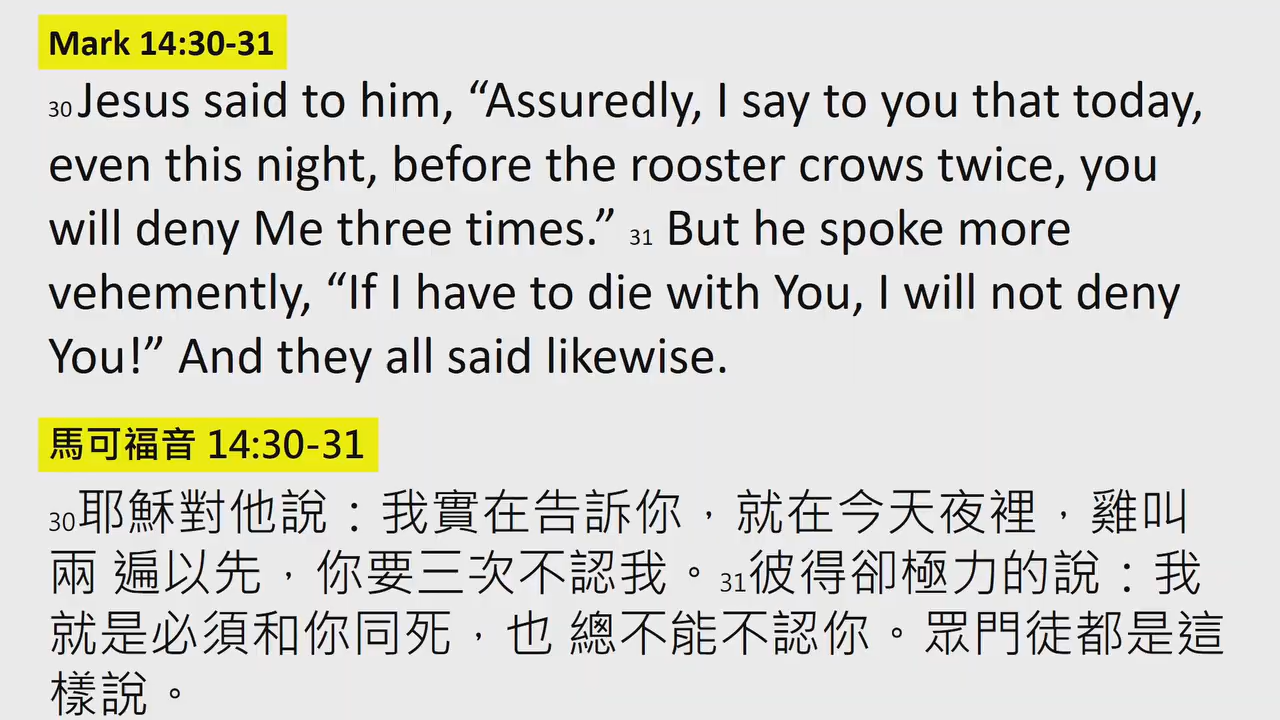 Mark 14:30-31
30 Jesus said to him, “Assuredly, I say to you that today,
even this night, before the rooster crows twice, you
will deny Me three times.” 31 But he spoke more
vehemently, “If I have to die with You, I will not deny
You!” And they all said likewise.
馬可福音 14:30-31
30耶穌對他說：我實在告訴你，就在今天夜裡，雞叫
兩 遍以先，你要三次不認我。31彼得卻極力的說：我
就是必須和你同死，也 總不能不認你。眾門徒都是這
樣說。